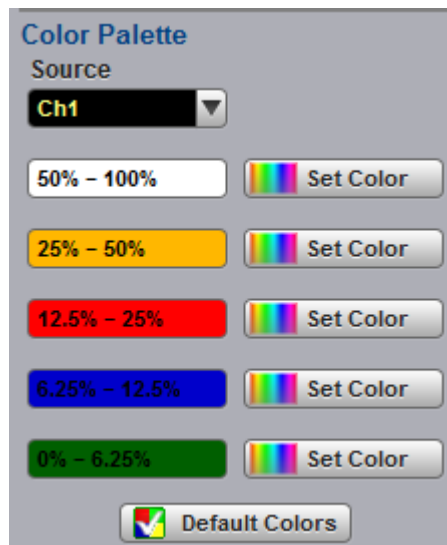 Color Palette
Source
Ch1
50% – 100% Set Color
25% – 50% Set Color
12.5% – 25% Set Color
6.25% – 12.5% Set Color
0% – 6.25% Set Color
Default Colors